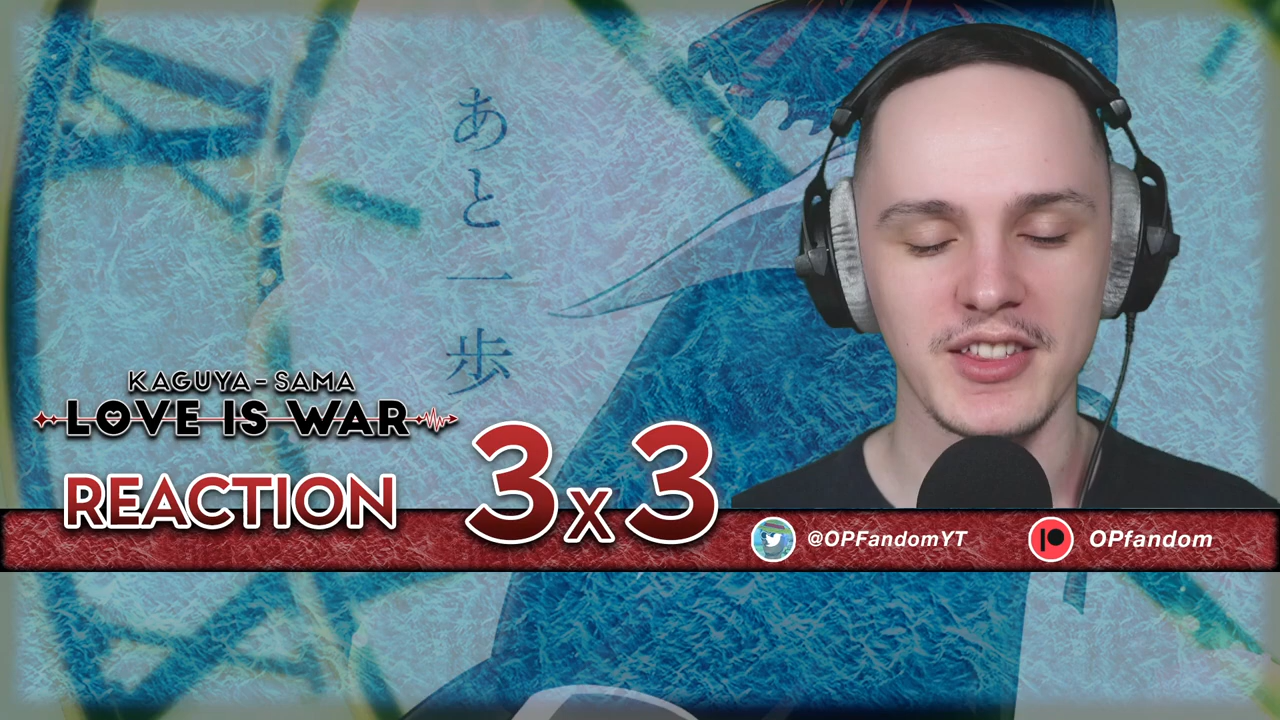 あと一歩
KAGUYA-SAMA
LOVE IS WAR
REACTION
3x3
@OPFandomYT
OPfandom